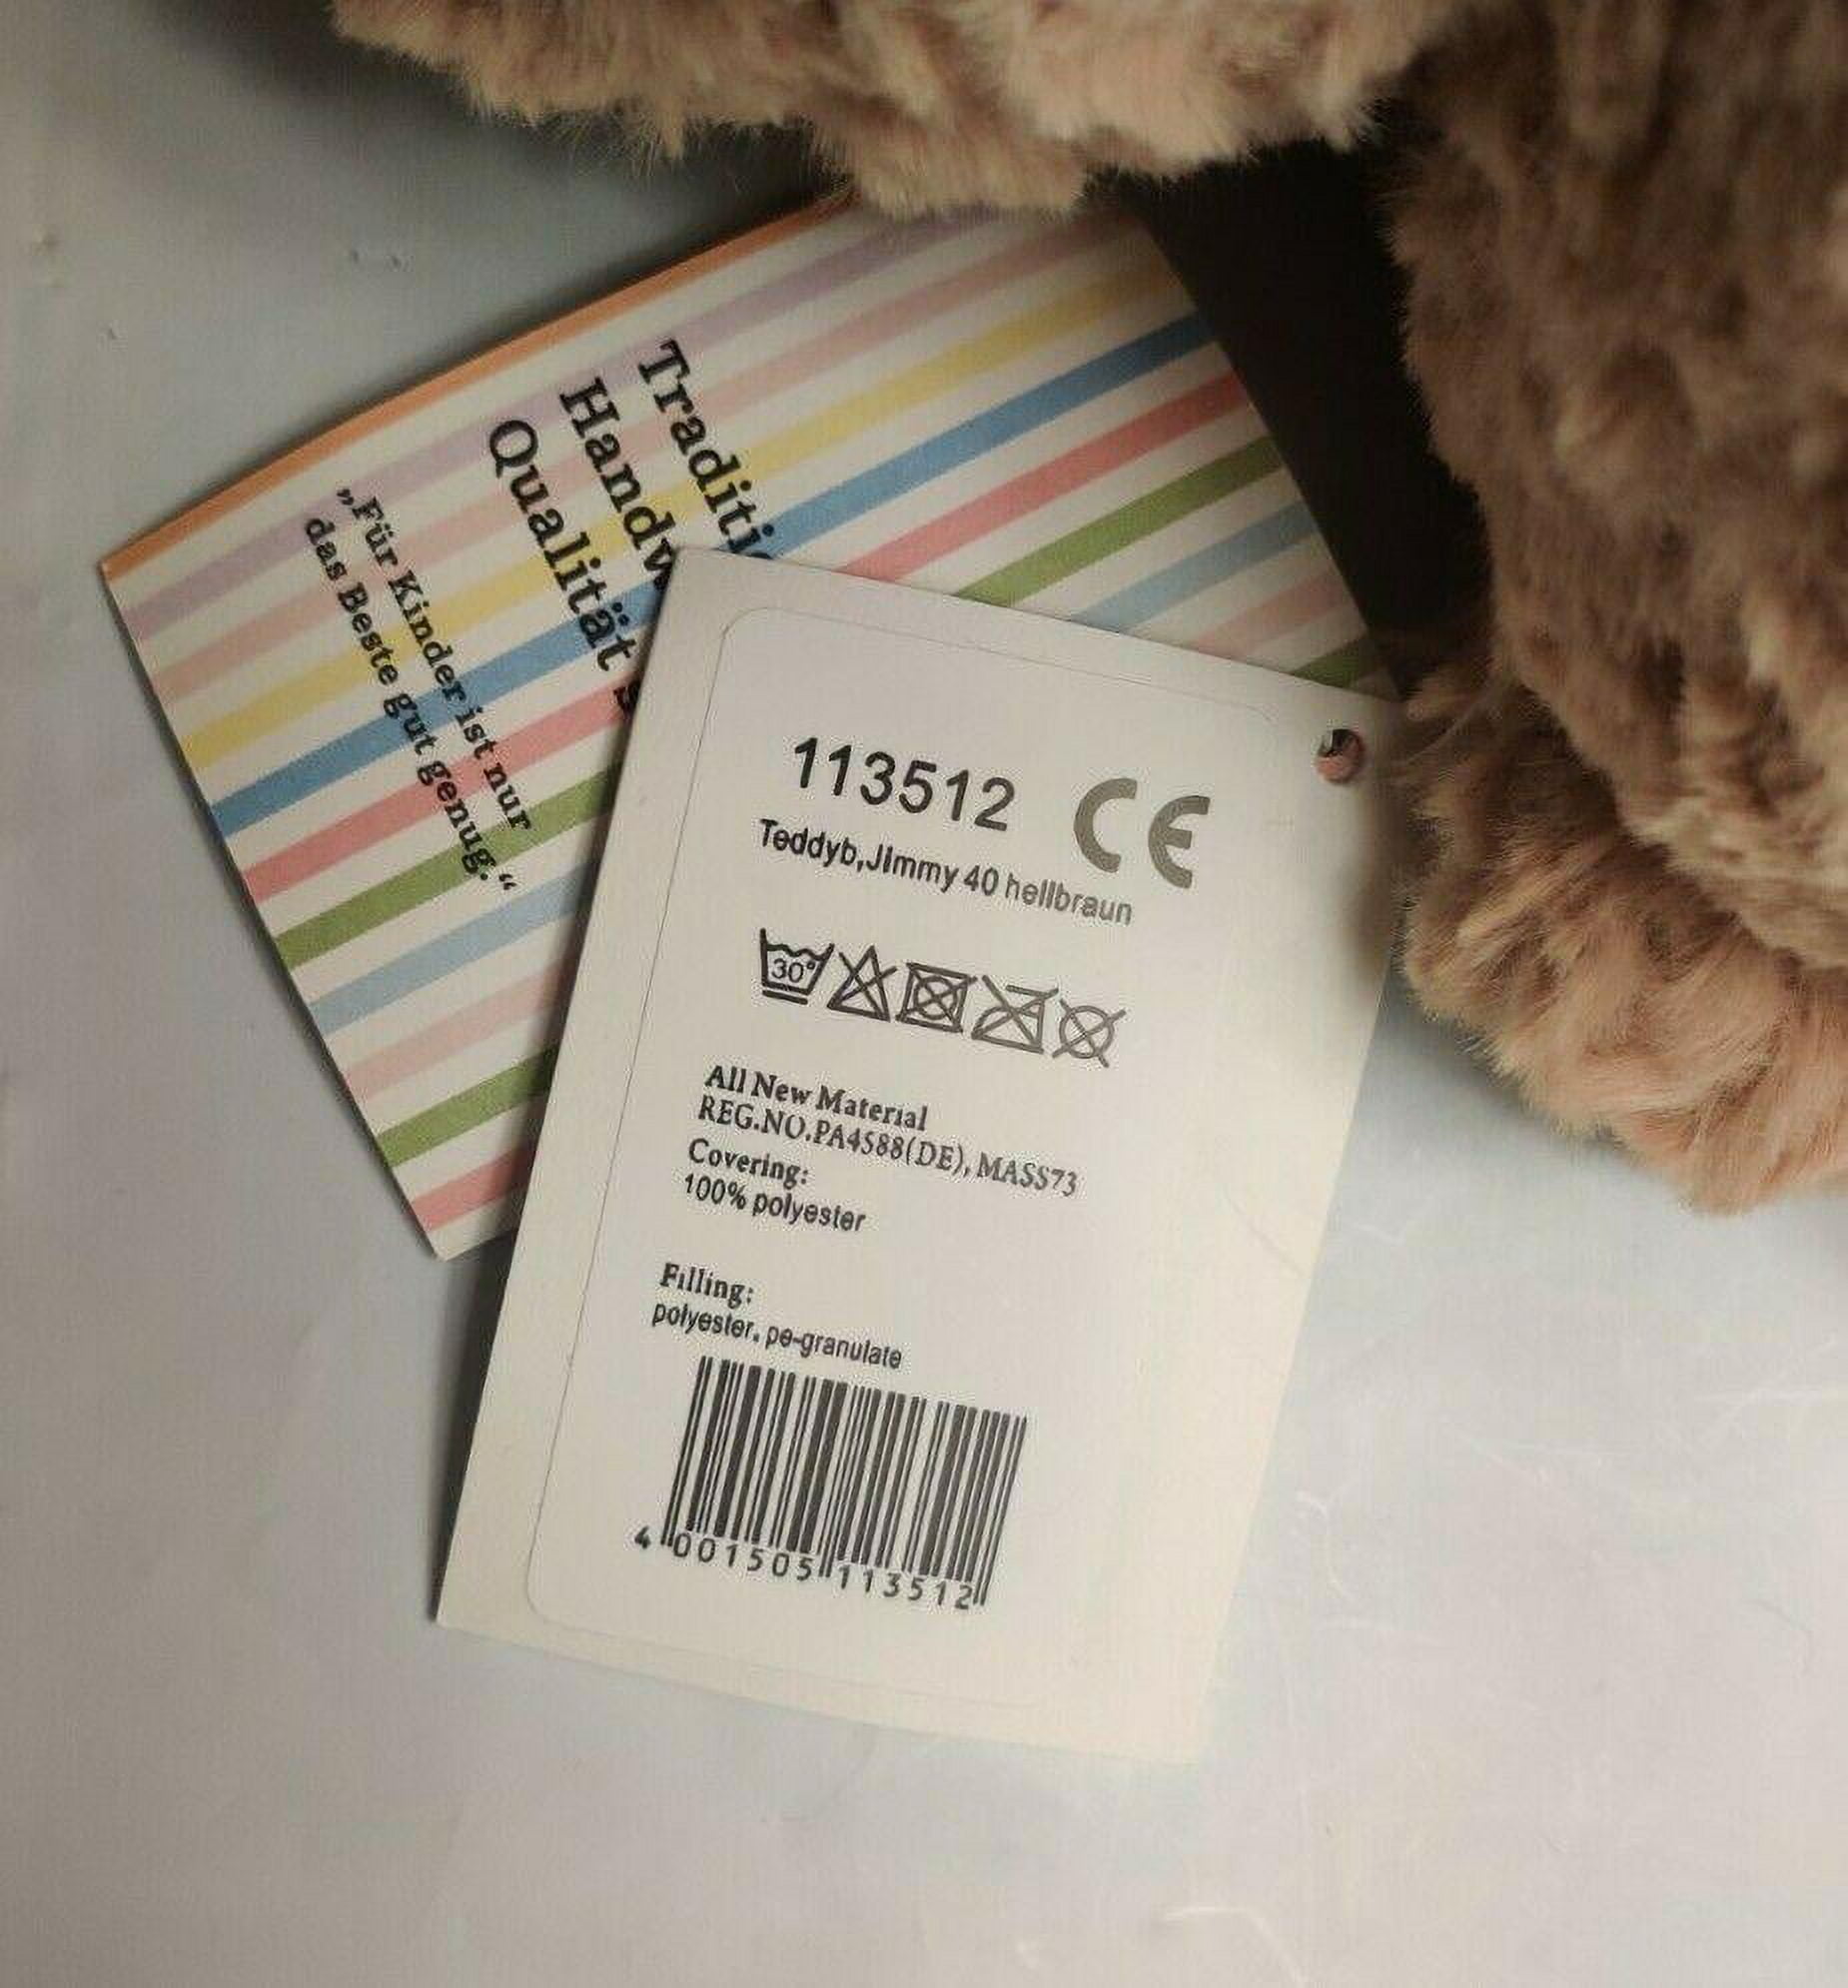 Traditi
Handw
Qualität
„Für Kinder ist nur
das Beste gut genug.“
113512 CE
Teddyb,Jimmy 40 hellbraun
30°
All New Material
REG.NO.PA4588(DE), MASS73
Covering:
100% polyester
Filling:
polyester, pe-granulate
4 001505 113512